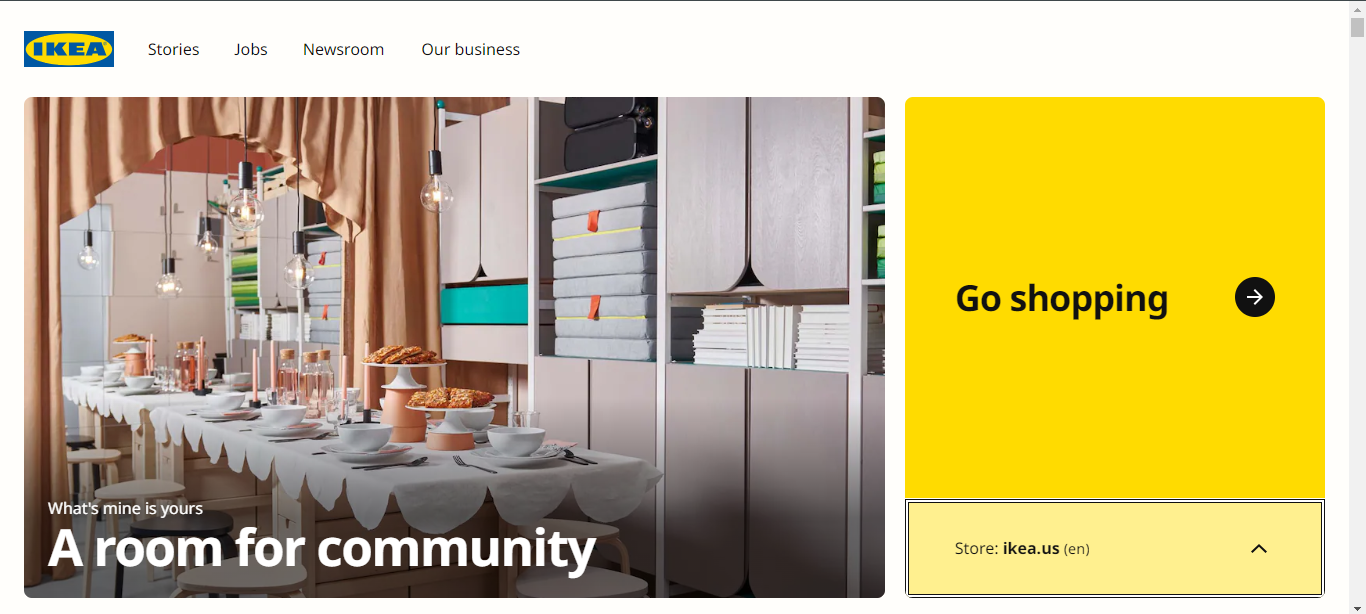 IKEA
Stories Jobs Newsroom Our business
Go shopping
What's mine is yours
A room for community
Store: ikea.us (en)